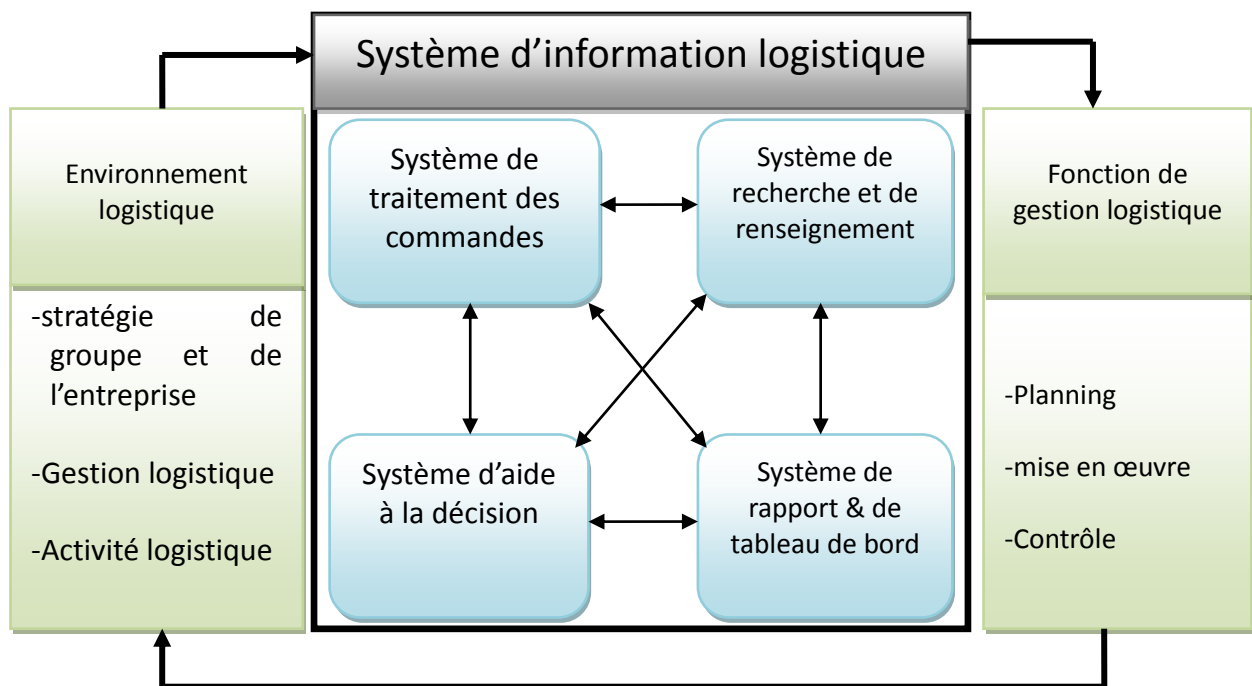 Système d’information logistique
Environnement
logistique
-stratégie de
groupe et de
l’entreprise
-Gestion logistique
-Activité logistique
Système de
traitement des
commandes
Système de
recherche et de
renseignement
Système d’aide
à la décision
Système de
rapport & de
tableau de bord
Fonction de
gestion logistique
-Planning
-mise en œuvre
-Contrôle